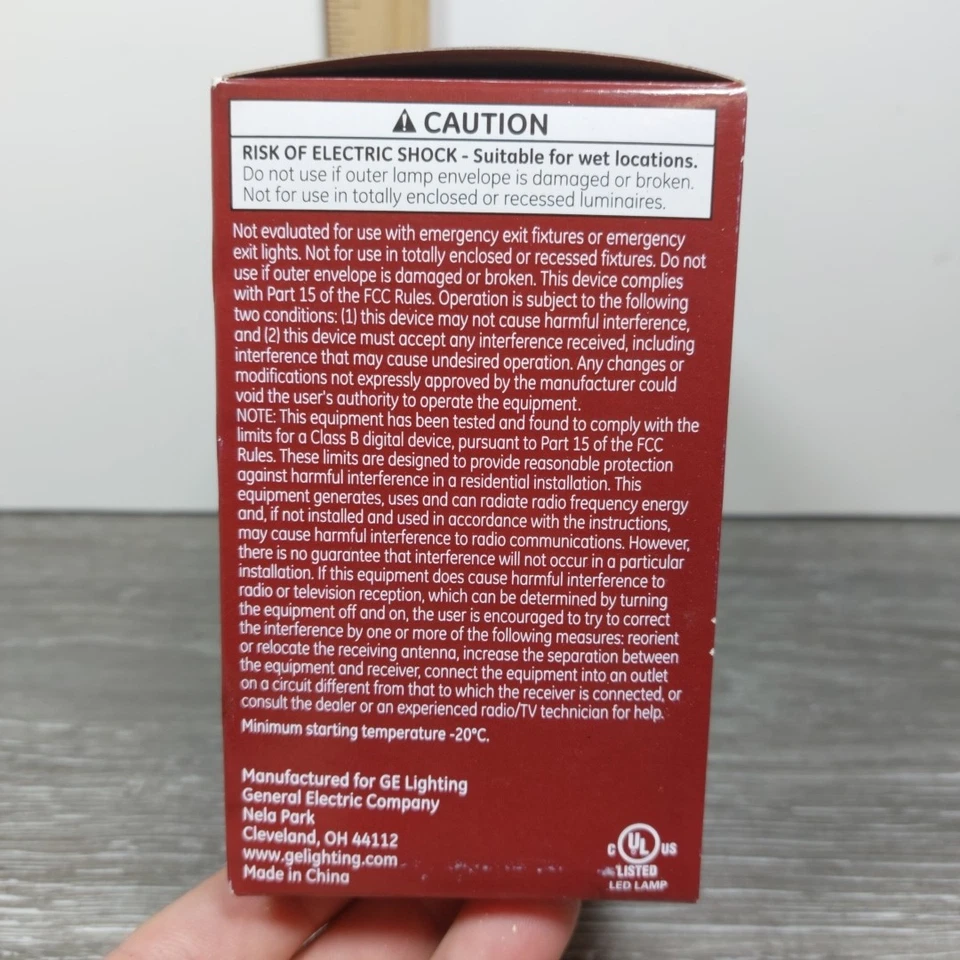 CAUTION
RISK OF ELECTRIC SHOCK - Suitable for wet locations.
Do not use if outer lamp envelope is damaged or broken.
Not for use in totally enclosed or recessed luminaires.
Not evaluated for use with emergency exit fixtures or emergency
exit lights. Not for use in totally enclosed or recessed fixtures. Do not
use if outer envelope is damaged or broken. This device complies
with Part 15 of the FCC Rules. Operation is subject to the following
two conditions: (1) this device may not cause harmful interference,
and (2) this device must accept any interference received, including
interference that may cause undesired operation. Any changes or
modifications not expressly approved by the manufacturer could
void the user's authority to operate the equipment.
NOTE: This equipment has been tested and found to comply with the
limits for a Class B digital device, pursuant to Part 15 of the FCC
Rules. These limits are designed to provide reasonable protection
against harmful interference in a residential installation. This
equipment generates, uses and can radiate radio frequency energy
and, if not installed and used in accordance with the instructions,
may cause harmful interference to radio communications. However,
there is no guarantee that interference will not occur in a particular
installation. If this equipment does cause harmful interference to
radio or television reception, which can be determined by turning
the equipment off and on, the user is encouraged to try to correct
the interference by one or more of the following measures: reorient
or relocate the receiving antenna, increase the separation between
the equipment and receiver, connect the equipment into an outlet
on a circuit different from that to which the receiver is connected, or
consult the dealer or an experienced radio/TV technician for help.
Minimum starting temperature -20°C.
Manufactured for GE Lighting
General Electric Company
Nela Park
Cleveland, OH 44112
www.gelighting.com
Made in China
C UL US
LISTED
LED LAMP